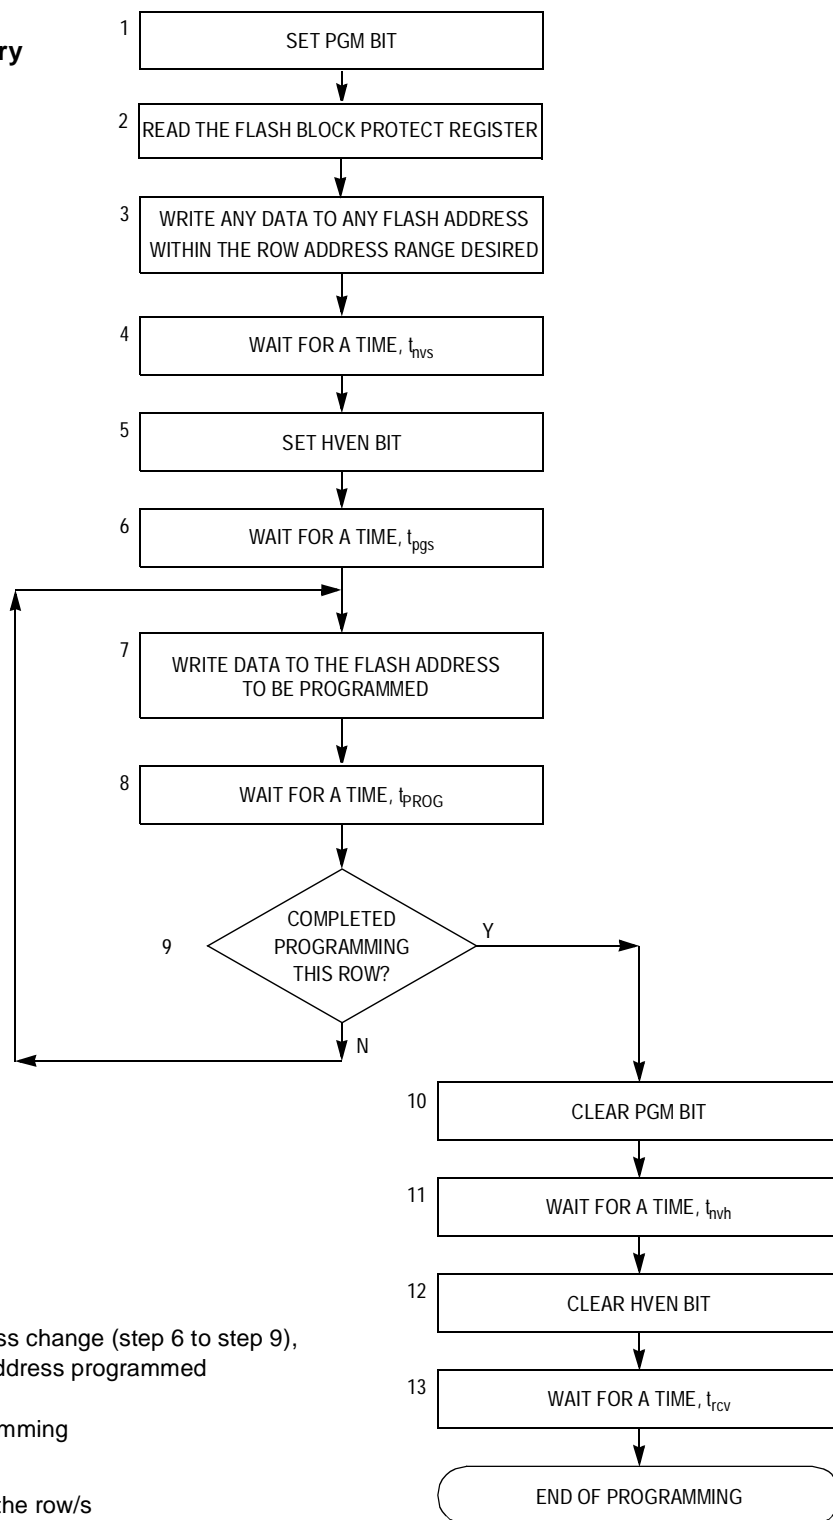 ry
1
SET PGM BIT
2
READ THE FLASH BLOCK PROTECT REGISTER
3
WRITE ANY DATA TO ANY FLASH ADDRESS
WITHIN THE ROW ADDRESS RANGE DESIRED
4
WAIT FOR A TIME, tnvs
5
SET HVEN BIT
6
WAIT FOR A TIME, tpgs
7
WRITE DATA TO THE FLASH ADDRESS
TO BE PROGRAMMED
8
WAIT FOR A TIME, tPROG
9
COMPLETED
PROGRAMMING
THIS ROW?
Y
N
10
CLEAR PGM BIT
11
WAIT FOR A TIME, tnvh
12
CLEAR HVEN BIT
13
WAIT FOR A TIME, trcv
END OF PROGRAMMING
ss change (step 6 to step 9),
ddress programmed
mming
the row/s